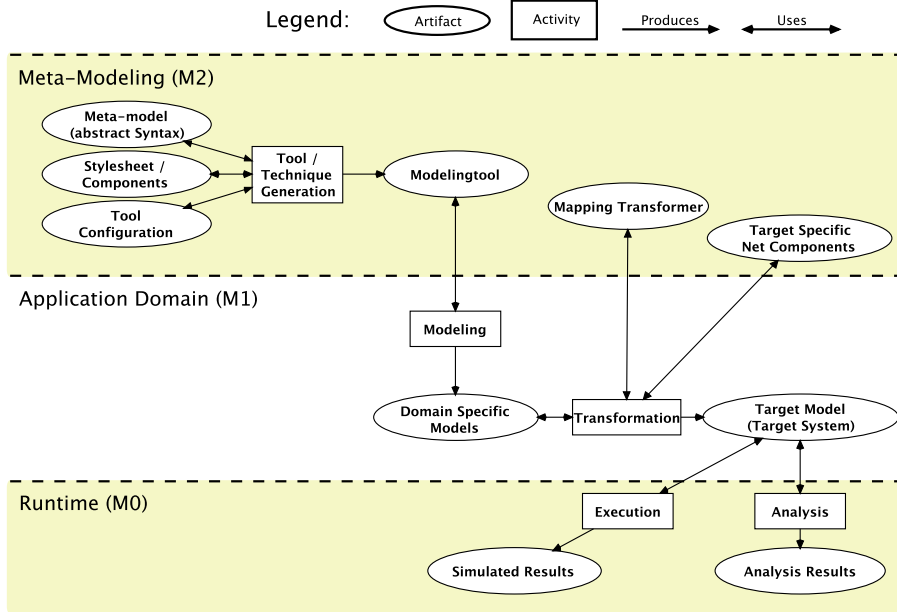 Legend:
Artifact
Activity
Produces
Uses
Meta-Modeling (M2)
Meta-model
(abstract Syntax)
Stylesheet /
Components
Tool
Configuration
Tool /
Technique
Generation
Modelingtool
Mapping Transformer
Target Specific
Net Components
Application Domain (M1)
Modeling
Domain Specific
Models
Transformation
Target Model
(Target System)
Runtime (M0)
Execution
Analysis
Simulated Results
Analysis Results